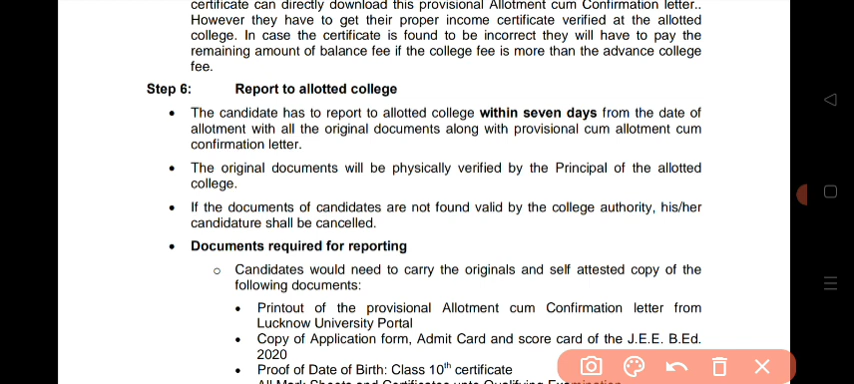 certificate can directly download this provisional Allotment cum Confirmation letter..
However they have to get their proper income certificate verified at the allotted
college. In case the certificate is found to be incorrect they will have to pay the
remaining amount of balance fee if the college fee is more than the advance college
fee.
Step 6: Report to allotted college
• The candidate has to report to allotted college within seven days from the date of
allotment with all the original documents along with provisional cum allotment cum
confirmation letter.
• The original documents will be physically verified by the Principal of the allotted
college.
• If the documents of candidates are not found valid by the college authority, his/her
candidature shall be cancelled.
• Documents required for reporting
o Candidates would need to carry the originals and self attested copy of the
following documents:
• Printout of the provisional Allotment cum Confirmation letter from
Lucknow University Portal
• Copy of Application form, Admit Card and score card of the J.E.E. B.Ed.
2020
• Proof of Date of Birth: Class 10th certificate
All Mark Sheets and Certificates upto Qualifying